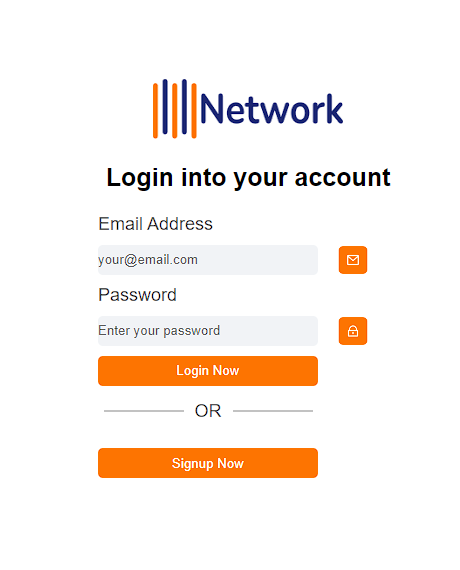 Network
Login into your account
Email Address
your@email.com
Password
Enter your password
Login Now
OR
Signup Now